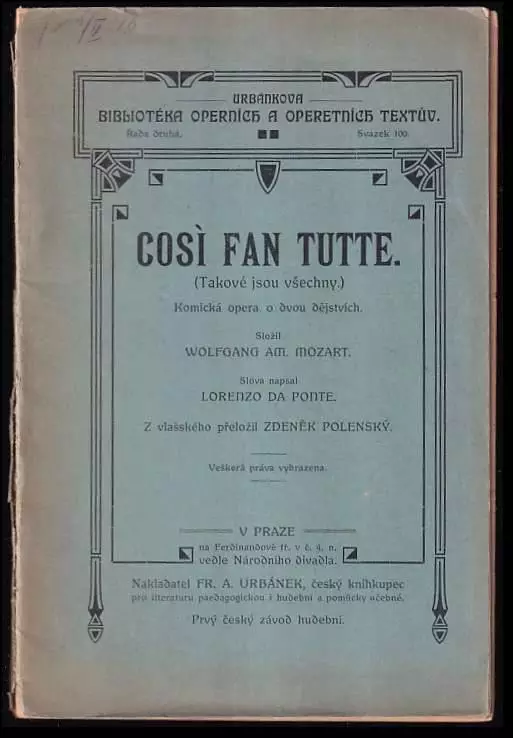 URBÁNKOVA
BIBLIOTÉKA OPERNÍCH A OPERETNÍCH TEXTŮV.
Řada druhá. Svazek 100.
COSÌ FAN TUTTE.
(Takové jsou všechny.)
Komická opera o dvou dějstvích.
Složil
WOLFGANG AM. MOZART.
Slova napsal
LORENZO DA PONTE.
Z vlašského přeložil ZDENĚK POLENSKÝ.
Veškerá práva vyhrazena.
V PRAZE
na Ferdinandově tř. v č. 4. n.
vedle Národního divadla.
Nakladatel FR. A. URBÁNEK, český knihkupec
pro literaturu paedagogickou i hudební a pomůcky učebné.
Prvý český závod hudební.